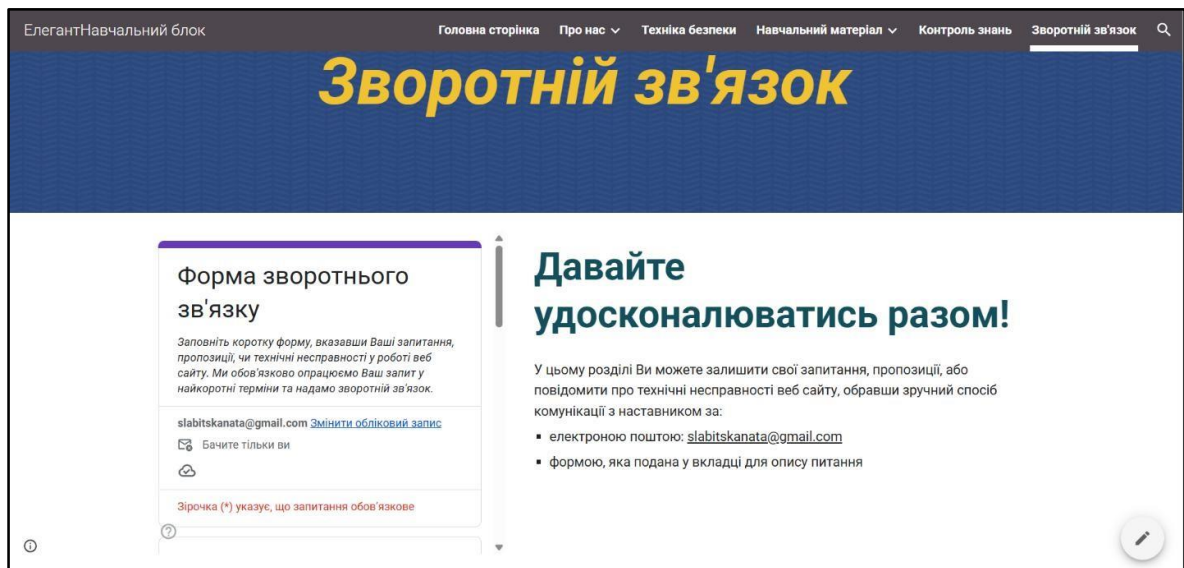 ЕлегантНавчальний блок
Головна сторінка
Про нас
Техніка безпеки
Навчальний матеріал
Контроль знань
Зворотній зв'язок
Зворотній зв'язок
Форма зворотнього
зв'язку
Заповніть коротку форму, вказавши Ваші запитання,
пропозиції, чи технічні несправності у роботі веб
сайту. Ми обов'язково опрацюємо Ваш запит у
найкоротні терміни та надамо зворотній зв'язок.
slabitskanata@gmail.com Змінити обліковий запис
Бачите тільки ви
Зірочка (*) указує, що запитання обов'язкове
Давайте
удосконалюватись разом!
У цьому розділі Ви можете залишити свої запитання, пропозиції, або
повідомити про технічні несправності веб сайту, обравши зручний спосіб
комунікації з наставником за:
▪ електроною поштою: slabitskanata@gmail.com
▪ формою, яка подана у вкладці для опису питання